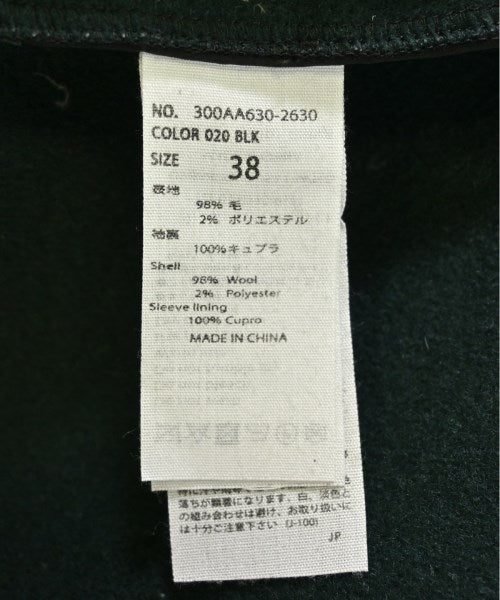 NO. 300AA630-2630
COLOR 020 BLK
SIZE 38
表地
98% 毛
2% ポリエステル
袖裏
100%キュプラ
Shell
98% Wool
2% Polyester
Sleeve lining
100% Cupro
MADE IN CHINA
落ちが顕著になります。白、淡色と
の組み合わせは避け、お取り扱いに
は十分ご注意下さい (J-100)
JP